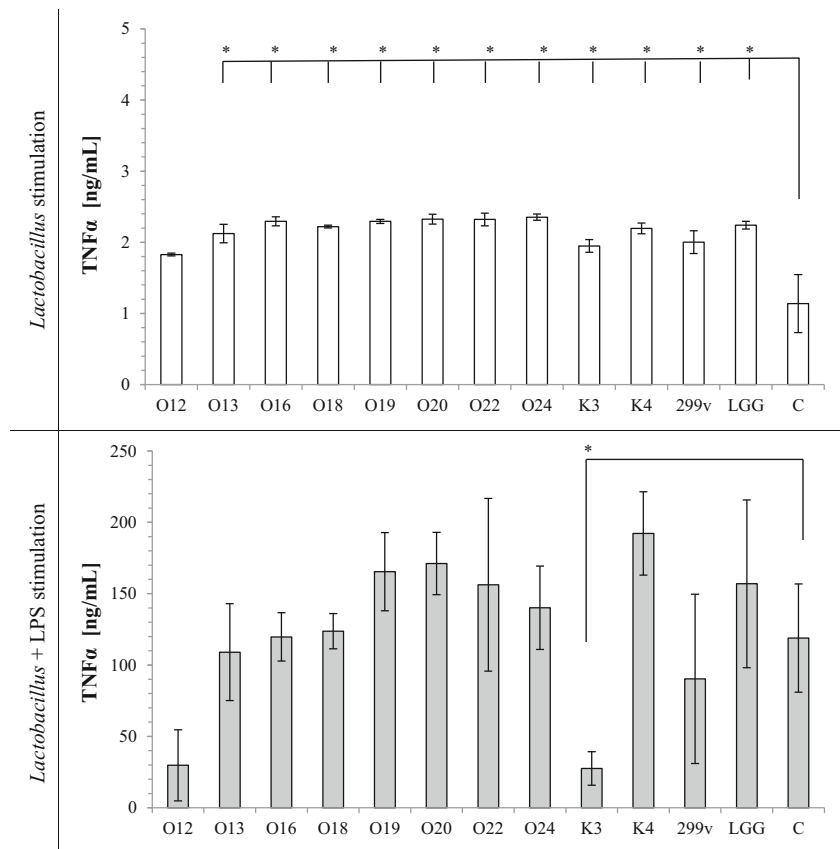 Lactobacillus stimulation
TNFα [ng/mL]
5
4
3
2
1
0
* * * * * * * * * * *
O12 O13 O16 O18 O19 O20 O22 O24 K3 K4 299v LGG C
Lactobacillus + LPS stimulation
TNFα [ng/mL]
250
200
150
100
50
0
*
O12 O13 O16 O18 O19 O20 O22 O24 K3 K4 299v LGG C